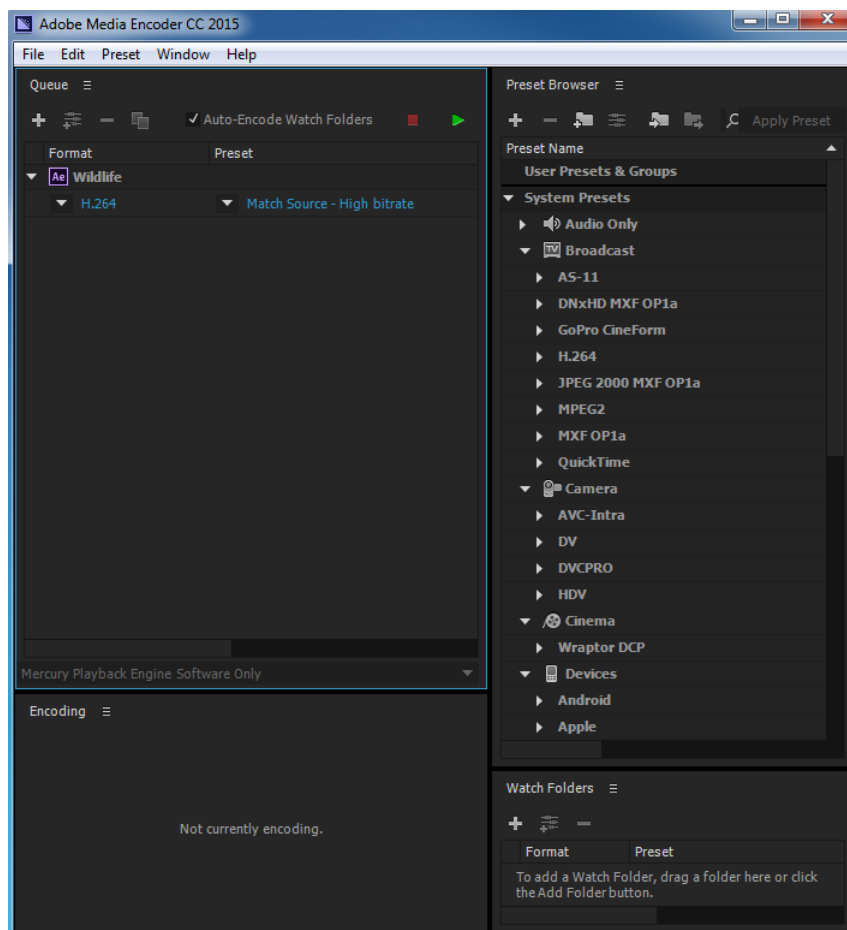 Adobe Media Encoder CC 2015
File Edit Preset Window Help
Queue
Auto-Encode Watch Folders
Format Preset
Ae Wildlife
H.264 Match Source - High bitrate
Mercury Playback Engine Software Only
Encoding
Not currently encoding.
Preset Browser
Apply Preset
Preset Name
User Presets & Groups
System Presets
Audio Only
TV Broadcast
AS-11
DNxHD MXF OP1a
GoPro CineForm
H.264
JPEG 2000 MXF OP1a
MPEG2
MXF OP1a
QuickTime
Camera
AVC-Intra
DV
DVCPRO
HDV
Cinema
Wraptor DCP
Devices
Android
Apple
Watch Folders
Format Preset
To add a Watch Folder, drag a folder here or click
the Add Folder button.